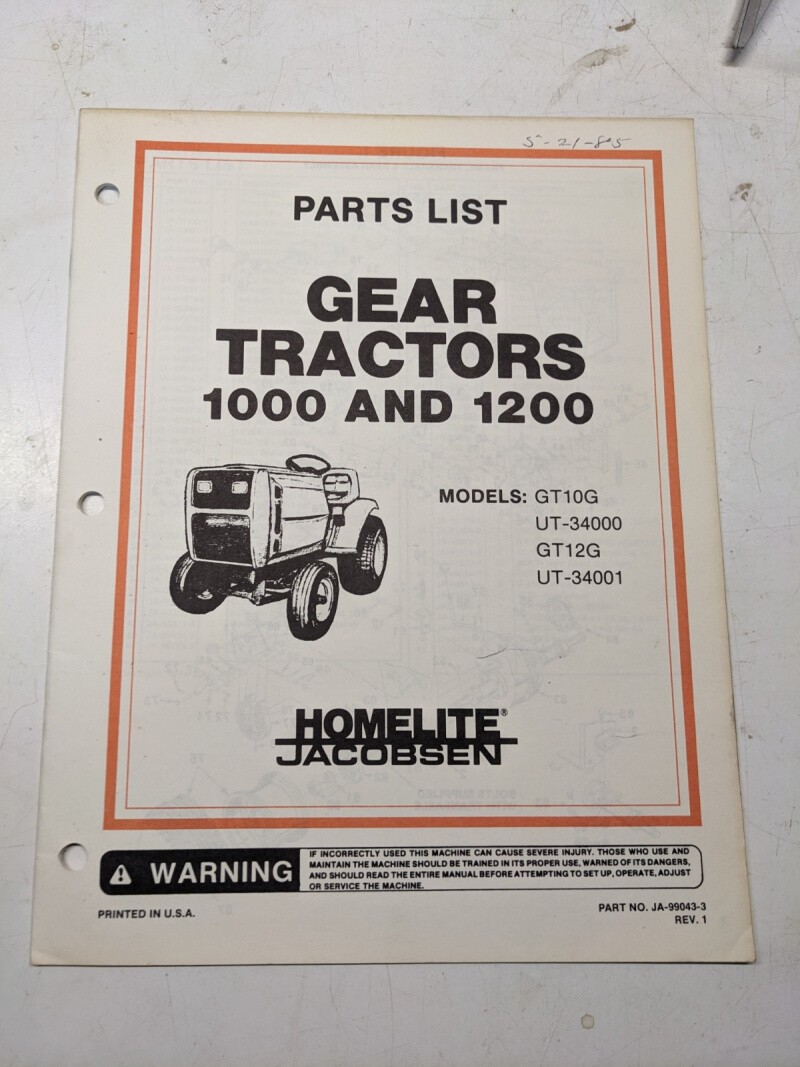 5-21-85
PARTS LIST
GEAR
TRACTORS
1000 AND 1200
MODELS: GT10G
UT-34000
GT12G
UT-34001
HOMELITE®
JACOBSEN
WARNING
IF INCORRECTLY USED THIS MACHINE CAN CAUSE SEVERE INJURY. THOSE WHO USE AND
MAINTAIN THE MACHINE SHOULD BE TRAINED IN ITS PROPER USE, WARNED OF ITS DANGERS,
AND SHOULD READ THE ENTIRE MANUAL BEFORE ATTEMPTING TO SET UP, OPERATE, ADJUST
OR SERVICE THE MACHINE.
PRINTED IN U.S.A.
PART NO. JA-99043-3
REV. 1